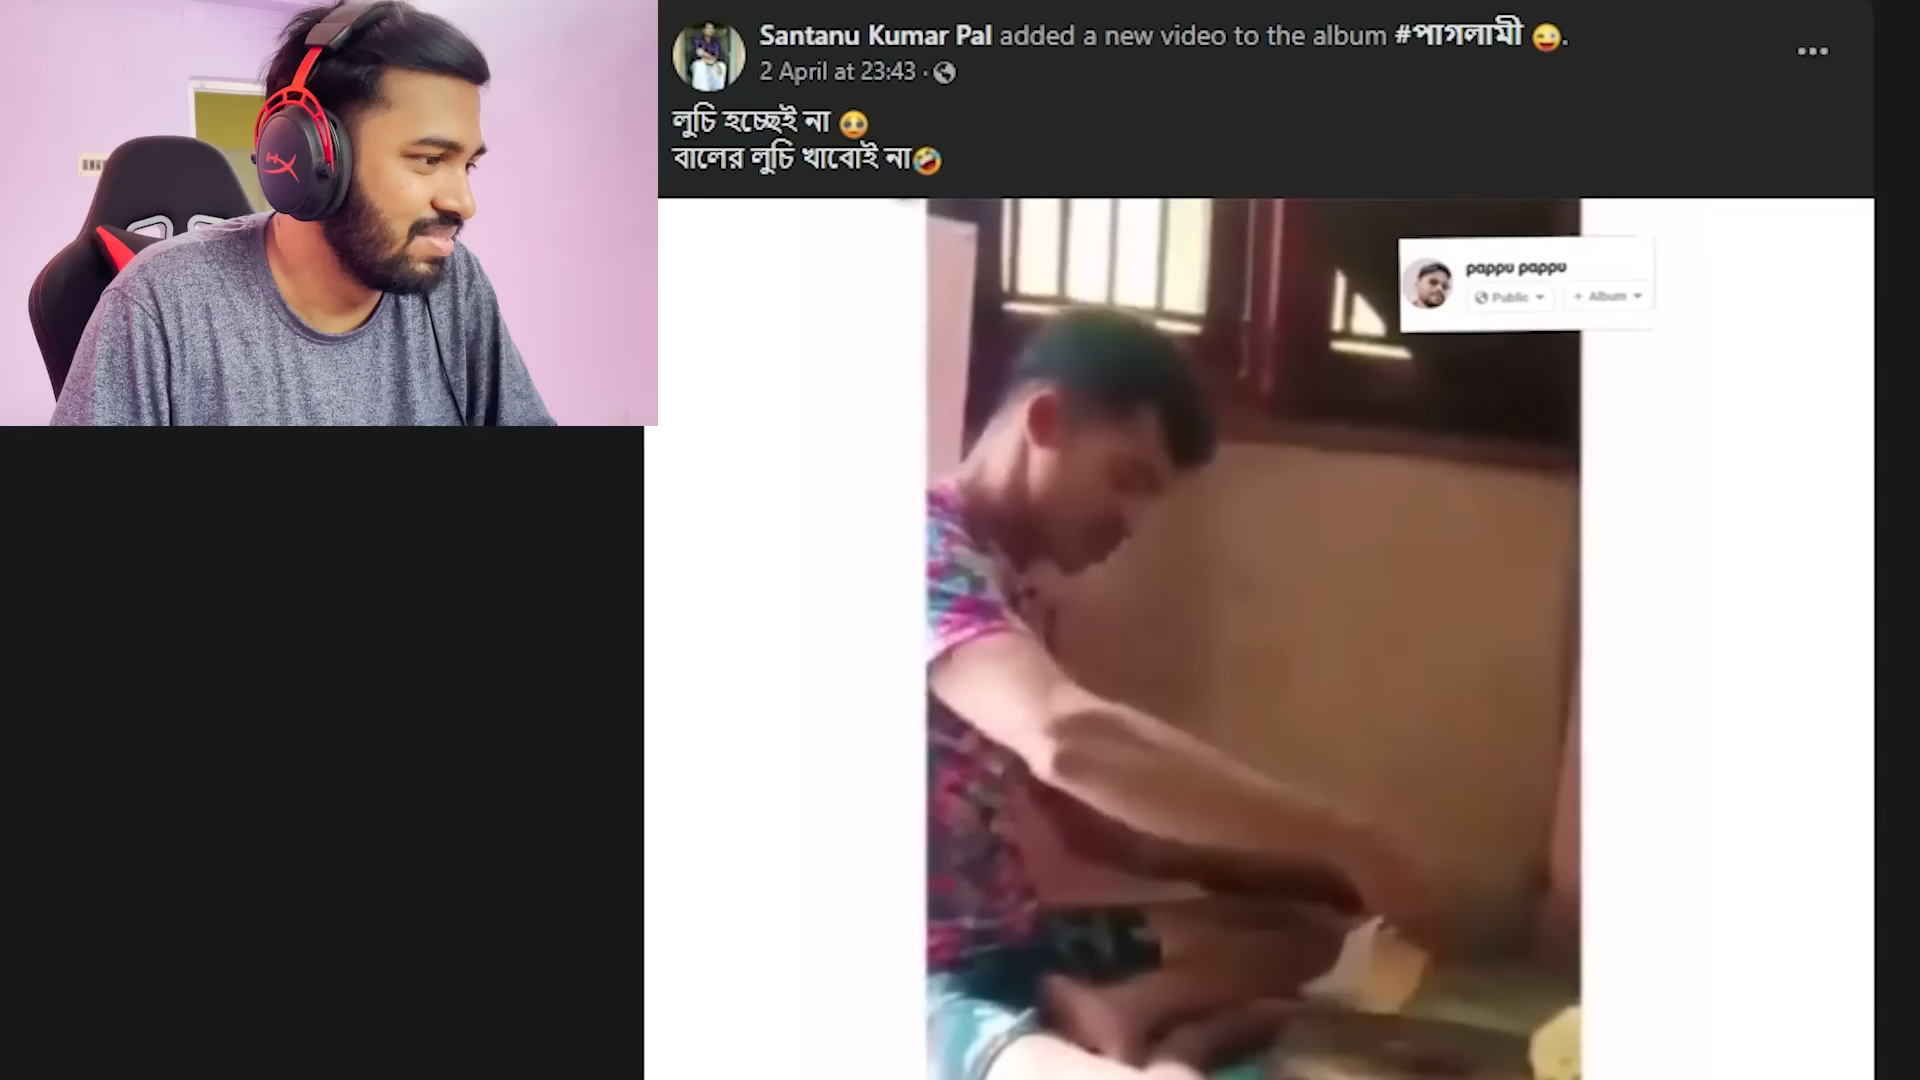 Santanu Kumar Pal added a new video to the album #পাগলামী 😜.
2 April at 23:43 ·
লুচি হচ্ছেই না 🥺
বালের লুচি খাবোই না🤣
pappu pappu
Public
+ Album